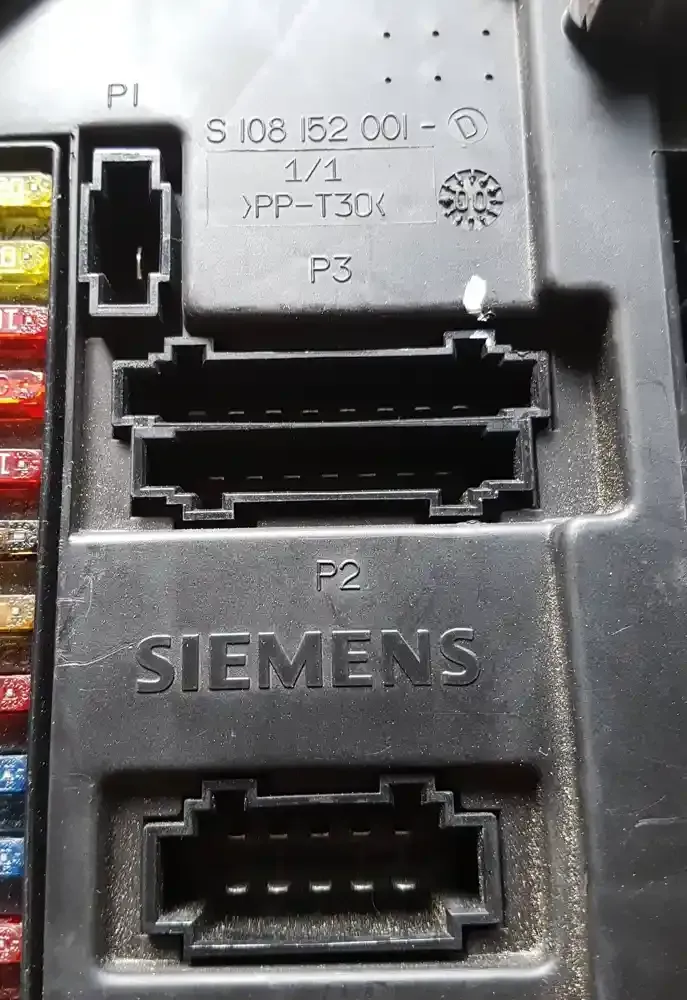 P1
S 108 152 001 - D
1/1
>PP-T30<
00
P3
P2
SIEMENS